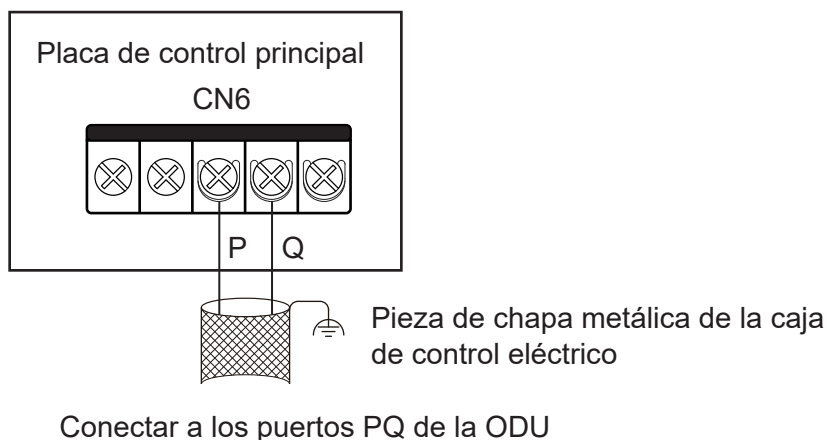 Placa de control principal
CN6
P Q
Pieza de chapa metálica de la caja
de control eléctrico
Conectar a los puertos PQ de la ODU